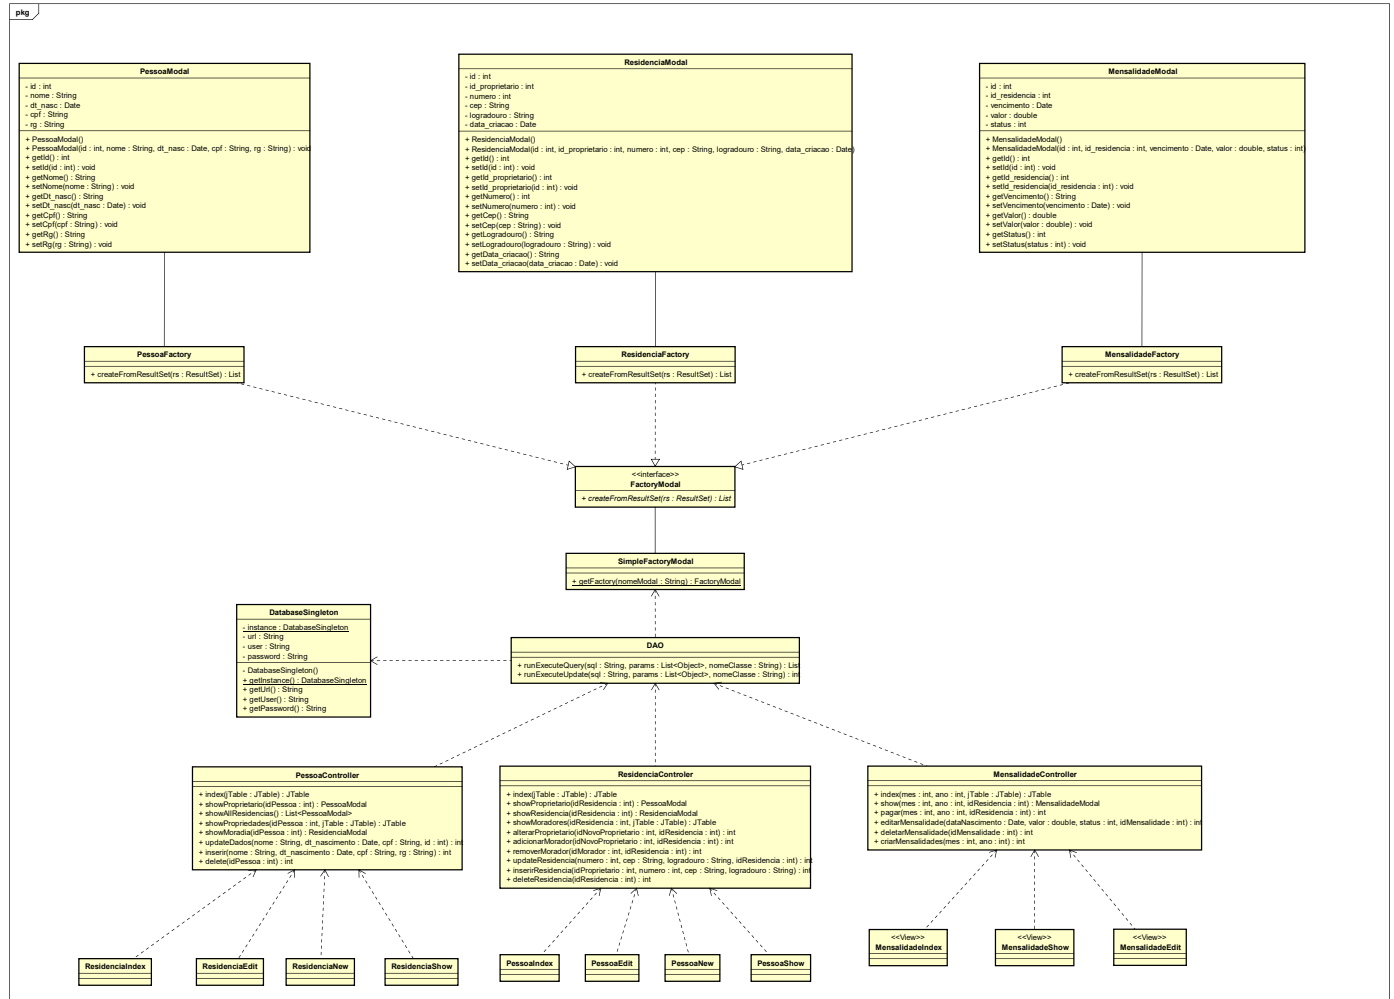 pkg
PessoaModal
- id : int
- nome : String
- dt_nasc : Date
- cpf : String
- rg : String
+ PessoaModal()
+ PessoaModal(id : int, nome : String, dt_nasc : Date, cpf : String, rg : String) : void
+ getId() : int
+ setId(id : int) : void
+ getNome() : String
+ setNome(nome : String) : void
+ getDt_nasc() : String
+ setDt_nasc(dt_nasc : Date) : void
+ getCpf() : String
+ setCpf(cpf : String) : void
+ getRg() : String
+ setRg(rg : String) : void
ResidenciaModal
- id : int
- id_proprietario : int
- numero : int
- cep : String
- logradouro : String
- data_criacao : Date
+ ResidenciaModal()
+ ResidenciaModal(id : int, id_proprietario : int, numero : int, cep : String, logradouro : String, data_criacao : Date)
+ getId() : int
+ setId(id : int) : void
+ getId_proprietario() : int
+ setId_proprietario(id : int) : void
+ getNumero() : int
+ setNumero(numero : int) : void
+ getCep() : String
+ setCep(cep : String) : void
+ getLogradouro() : String
+ setLogradouro(logradouro : String) : void
+ getData_criacao() : String
+ setData_criacao(data_criacao : Date) : void
MensalidadeModal
- id : int
- id_residencia : int
- vencimento : Date
- valor : double
- status : int
+ MensalidadeModal()
+ MensalidadeModal(id : int, id_residencia : int, vencimento : Date, valor : double, status : int)
+ getId() : int
+ setId(id : int) : void
+ getId_residencia() : int
+ setId_residencia(id_residencia : int) : void
+ getVencimento() : String
+ setVencimento(vencimento : Date) : void
+ getValor() : double
+ setValor(valor : double) : void
+ getStatus() : int
+ setStatus(status : int) : void
PessoaFactory
+ createFromResultSet(rs : ResultSet) : List
ResidenciaFactory
+ createFromResultSet(rs : ResultSet) : List
MensalidadeFactory
+ createFromResultSet(rs : ResultSet) : List
<<interface>>
FactoryModal
+ createFromResultSet(rs : ResultSet) : List
SimpleFactoryModal
+ getFactory(nomeModal : String) : FactoryModal
DatabaseSingleton
- instance : DatabaseSingleton
- url : String
- user : String
- password : String
- DatabaseSingleton()
+ getInstance() : DatabaseSingleton
+ getUrl() : String
+ getUser() : String
+ getPassword() : String
DAO
+ runExecuteQuery(sql : String, params : List<Object>, nomeClasse : String) : List
+ runExecuteUpdate(sql : String, params : List<Object>, nomeClasse : String) : int
PessoaController
+ index(jTable : JTable) : JTable
+ showProprietario(idPessoa : int) : PessoaModal
+ showAllResidencias() : List<PessoaModal>
+ showPropriedades(idPessoa : int, jTable : JTable) : JTable
+ showMoradia(idPessoa : int) : ResidenciaModal
+ updateDados(nome : String, dt_nascimento : Date, cpf : String, id : int) : int
+ inserir(nome : String, dt_nascimento : Date, cpf : String, rg : String) : int
+ delete(idPessoa : int) : int
ResidenciaControler
+ index(jTable : JTable) : JTable
+ showProprietario(idResidencia : int) : PessoaModal
+ showResidencia(idResidencia : int) : ResidenciaModal
+ showMoradores(idResidencia : int, jTable : JTable) : JTable
+ alterarProprietario(idNovoProprietario : int, idResidencia : int) : int
+ adicionarMorador(idNovoProprietario : int, idResidencia : int) : int
+ removerMorador(idMorador : int, idResidencia : int) : int
+ updateResidencia(numero : int, cep : String, logradouro : String, idResidencia : int) : int
+ inserirResidencia(idProprietario : int, numero : int, cep : String, logradouro : String) : int
+ deleteResidencia(idResidencia : int) : int
MensalidadeController
+ index(mes : int, ano : int, jTable : JTable) : JTable
+ show(mes : int, ano : int, idResidencia : int) : MensalidadeModal
+ pagar(mes : int, ano : int, idResidencia : int) : int
+ editarMensalidade(dataNascimento : Date, valor : double, status : int, idMensalidade : int) : int
+ deletarMensalidade(idMensalidade : int) : int
+ criarMensalidades(mes : int, ano : int) : int
ResidenciaIndex
ResidenciaEdit
ResidenciaNew
ResidenciaShow
PessoaIndex
PessoaEdit
PessoaNew
PessoaShow
<<View>>
MensalidadeIndex
<<View>>
MensalidadeShow
<<View>>
MensalidadeEdit